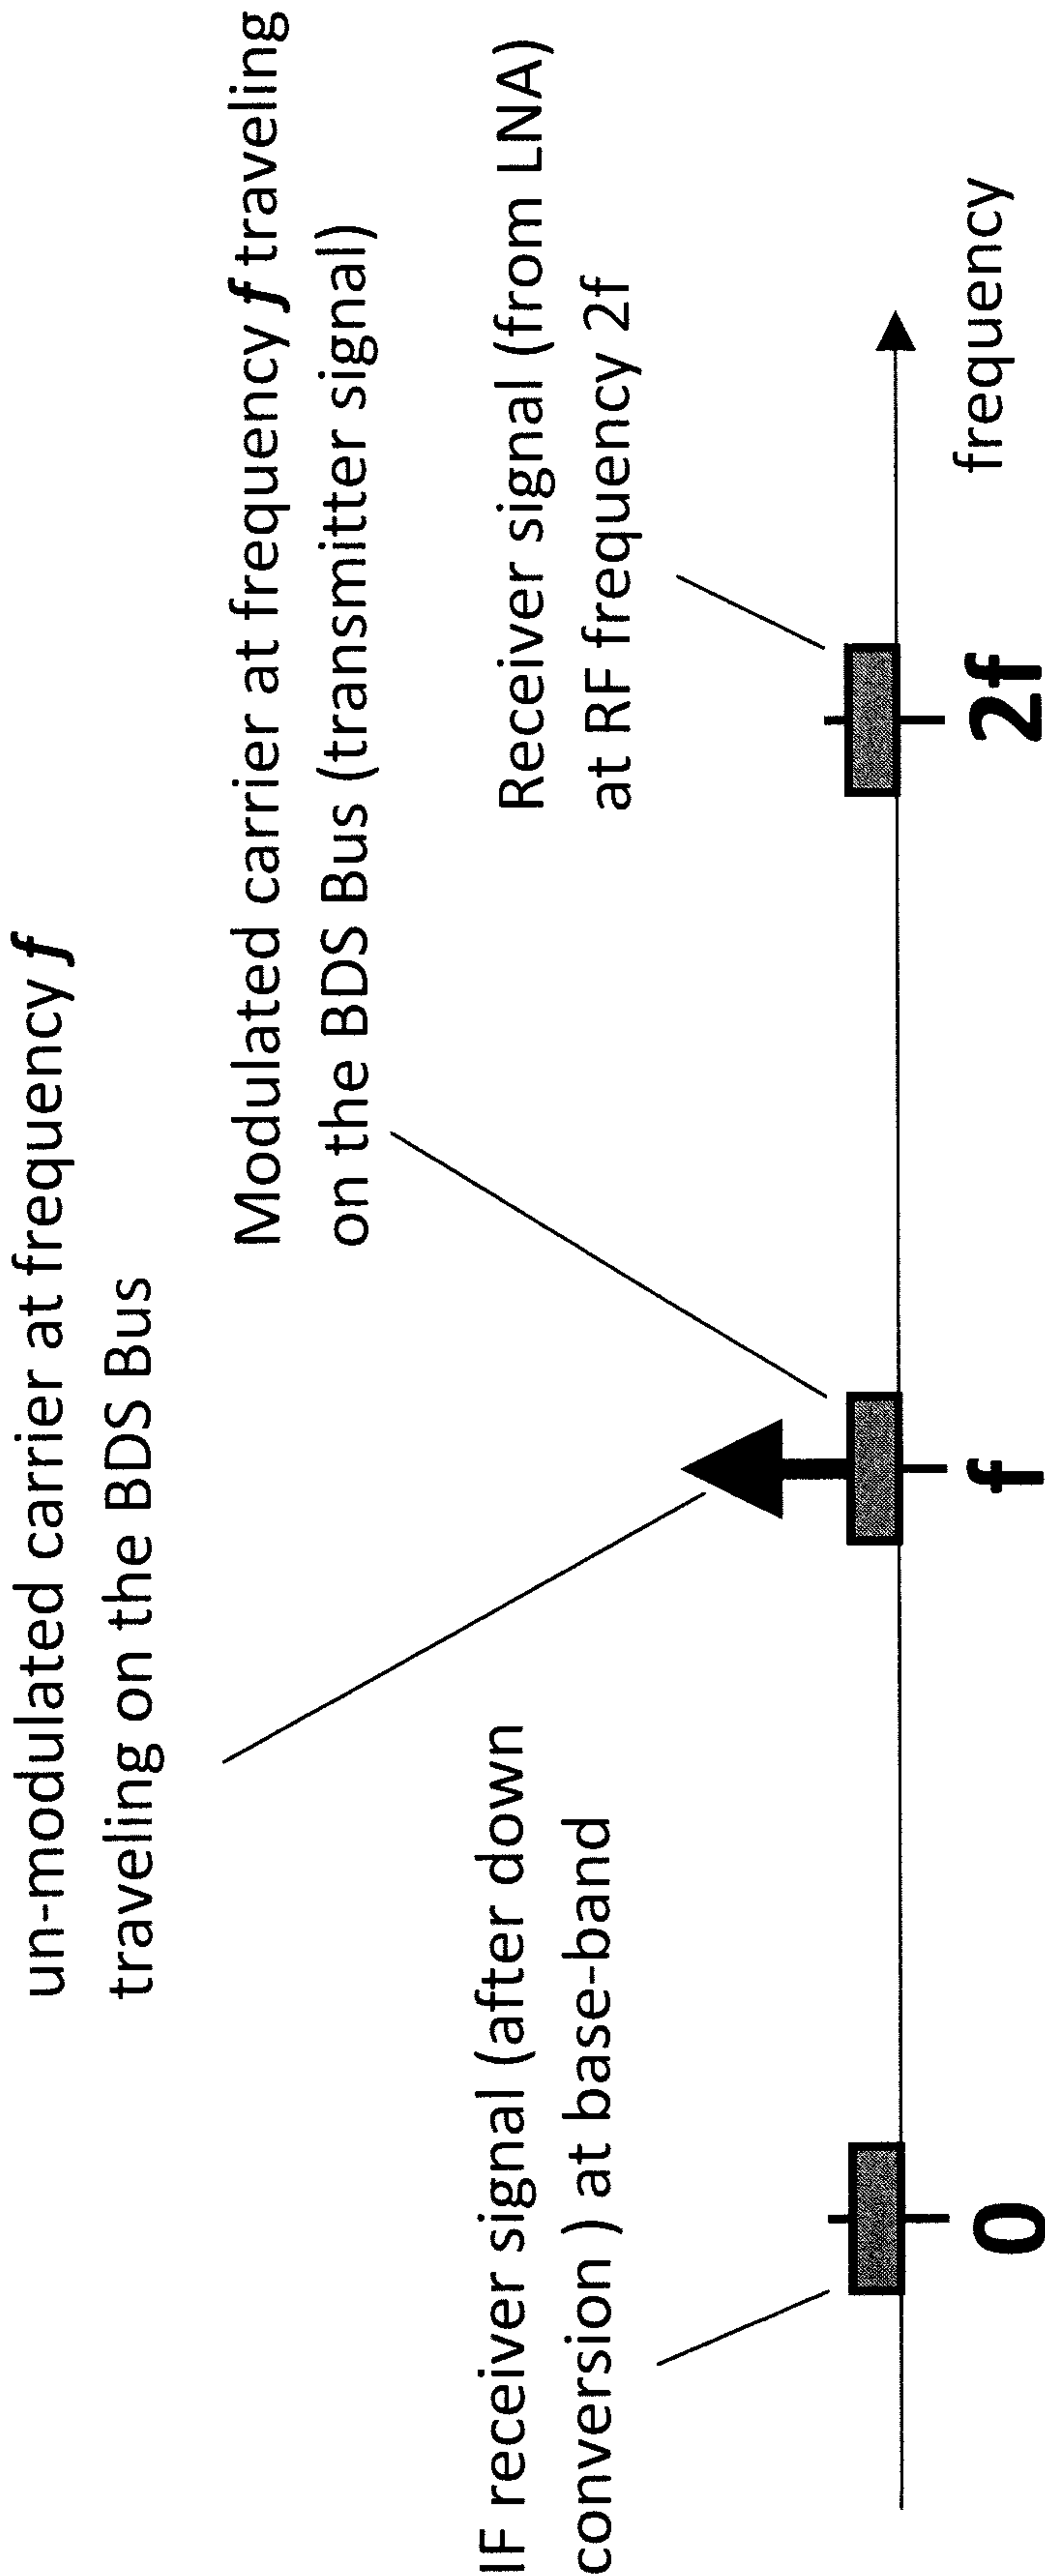 un-modulated carrier at frequency f
traveling on the BDS Bus
Modulated carrier at frequency f traveling
on the BDS Bus (transmitter signal)
IF receiver signal (after down
conversion ) at base-band
Receiver signal (from LNA)
at RF frequency 2f
0
f
2f
frequency